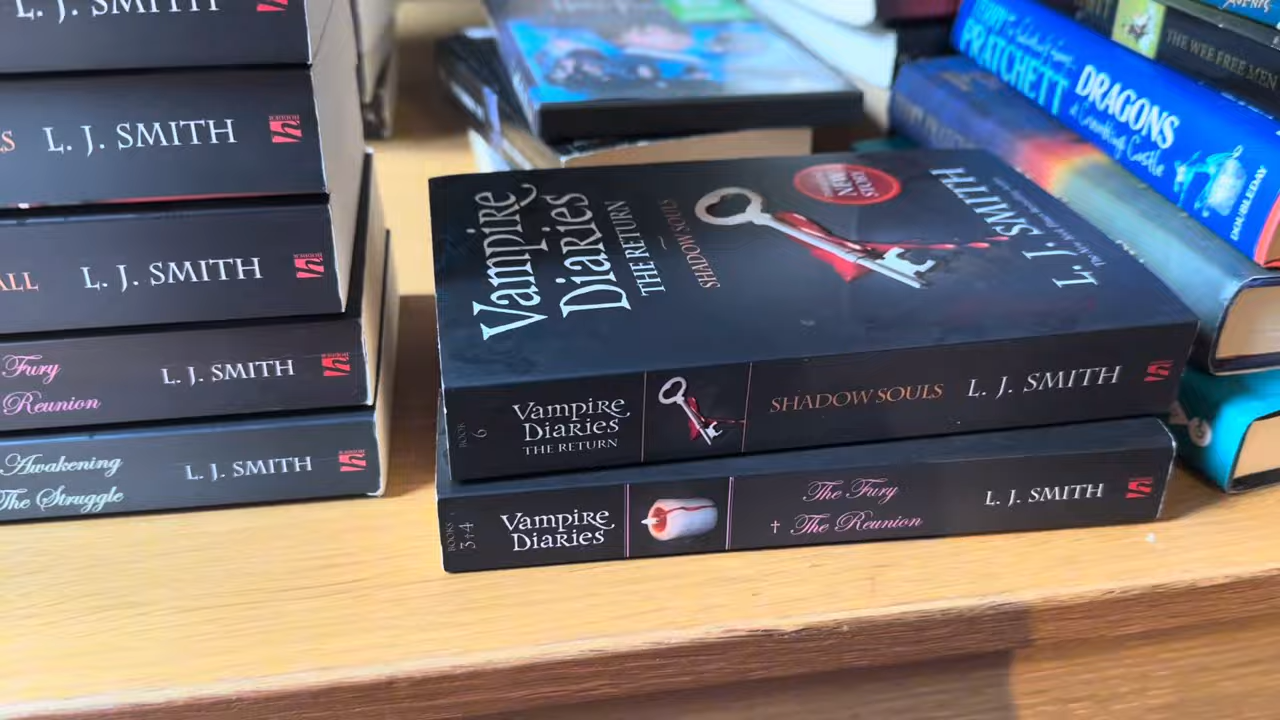 L. J. SMITH
S L. J. SMITH
ALL L. J. SMITH
Fury
Reunion
L. J. SMITH
Awakening
The Struggle
L. J. SMITH
Vampire
Diaries
THE RETURN
SHADOW SOULS
L. J. SMITH
BOOK
6
Vampire
Diaries
THE RETURN
SHADOW SOULS
L. J. SMITH
BOOKS
3+4
Vampire
Diaries
The Fury
† The Reunion
L. J. SMITH
TERRY
PRATCHETT
DRAGONS
at Crumbling Castle
DOUBLEDAY
THE WEE FREE MEN